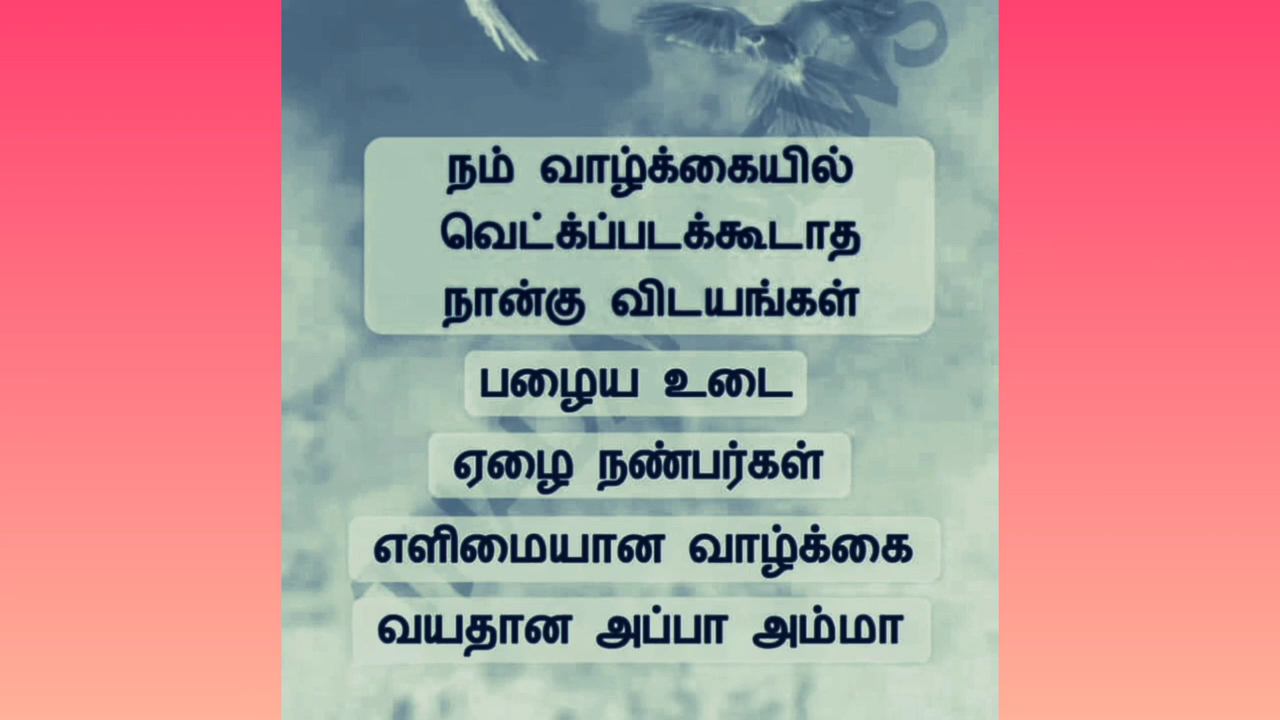 நம் வாழ்க்கையில்
வெட்க்ப்படக்கூடாத
நான்கு விடயங்கள்
பழைய உடை
ஏழை நண்பர்கள்
எளிமையான வாழ்க்கை
வயதான அப்பா அம்மா